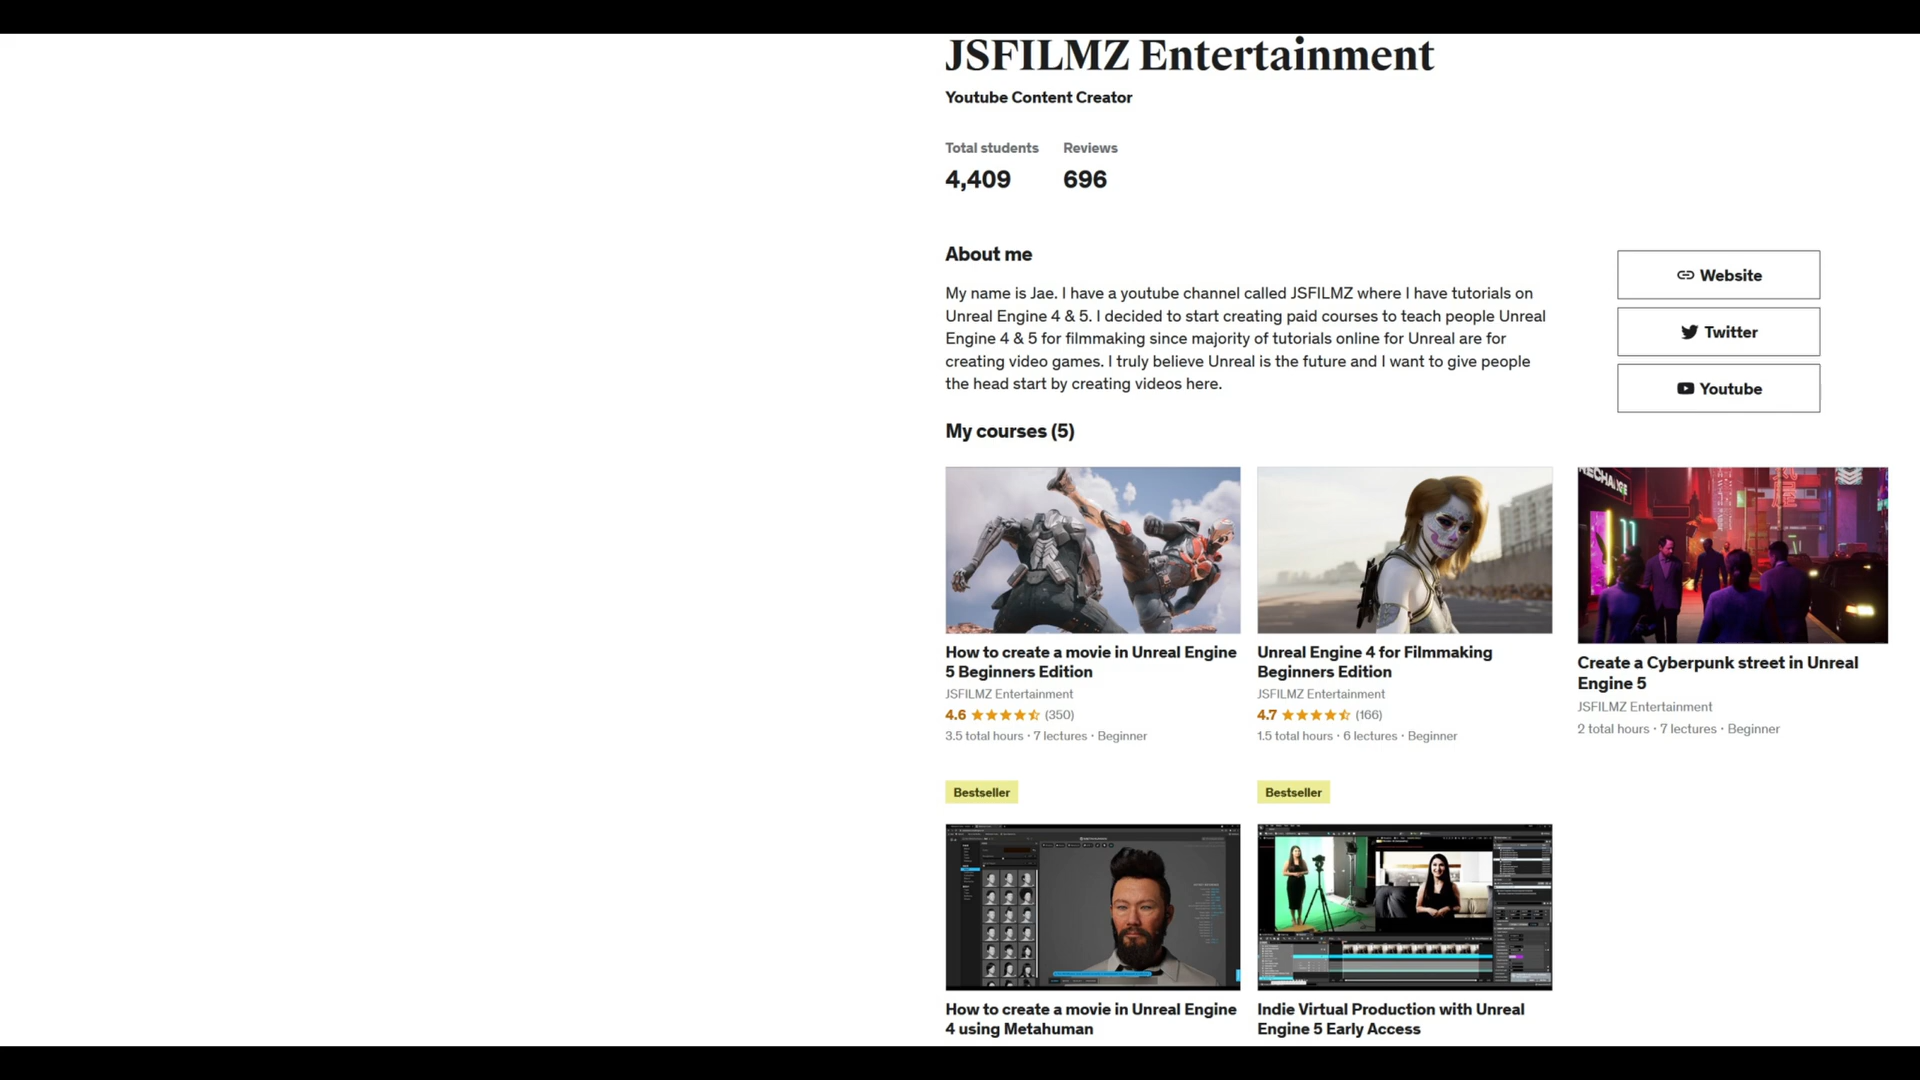 JSFILMZ Entertainment
Youtube Content Creator
Total students
Reviews
4,409
696
About me
My name is Jae. I have a youtube channel called JSFILMZ where I have tutorials on
Unreal Engine 4 & 5. I decided to start creating paid courses to teach people Unreal
Engine 4 & 5 for filmmaking since majority of tutorials online for Unreal are for
creating video games. I truly believe Unreal is the future and I want to give people
the head start by creating videos here.
Website
Twitter
Youtube
My courses (5)
How to create a movie in Unreal Engine
5 Beginners Edition
JSFILMZ Entertainment
4.6 (350)
3.5 total hours · 7 lectures · Beginner
Bestseller
Unreal Engine 4 for Filmmaking
Beginners Edition
JSFILMZ Entertainment
4.7 (166)
1.5 total hours · 6 lectures · Beginner
Bestseller
Create a Cyberpunk street in Unreal
Engine 5
JSFILMZ Entertainment
2 total hours · 7 lectures · Beginner
How to create a movie in Unreal Engine
4 using Metahuman
Indie Virtual Production with Unreal
Engine 5 Early Access